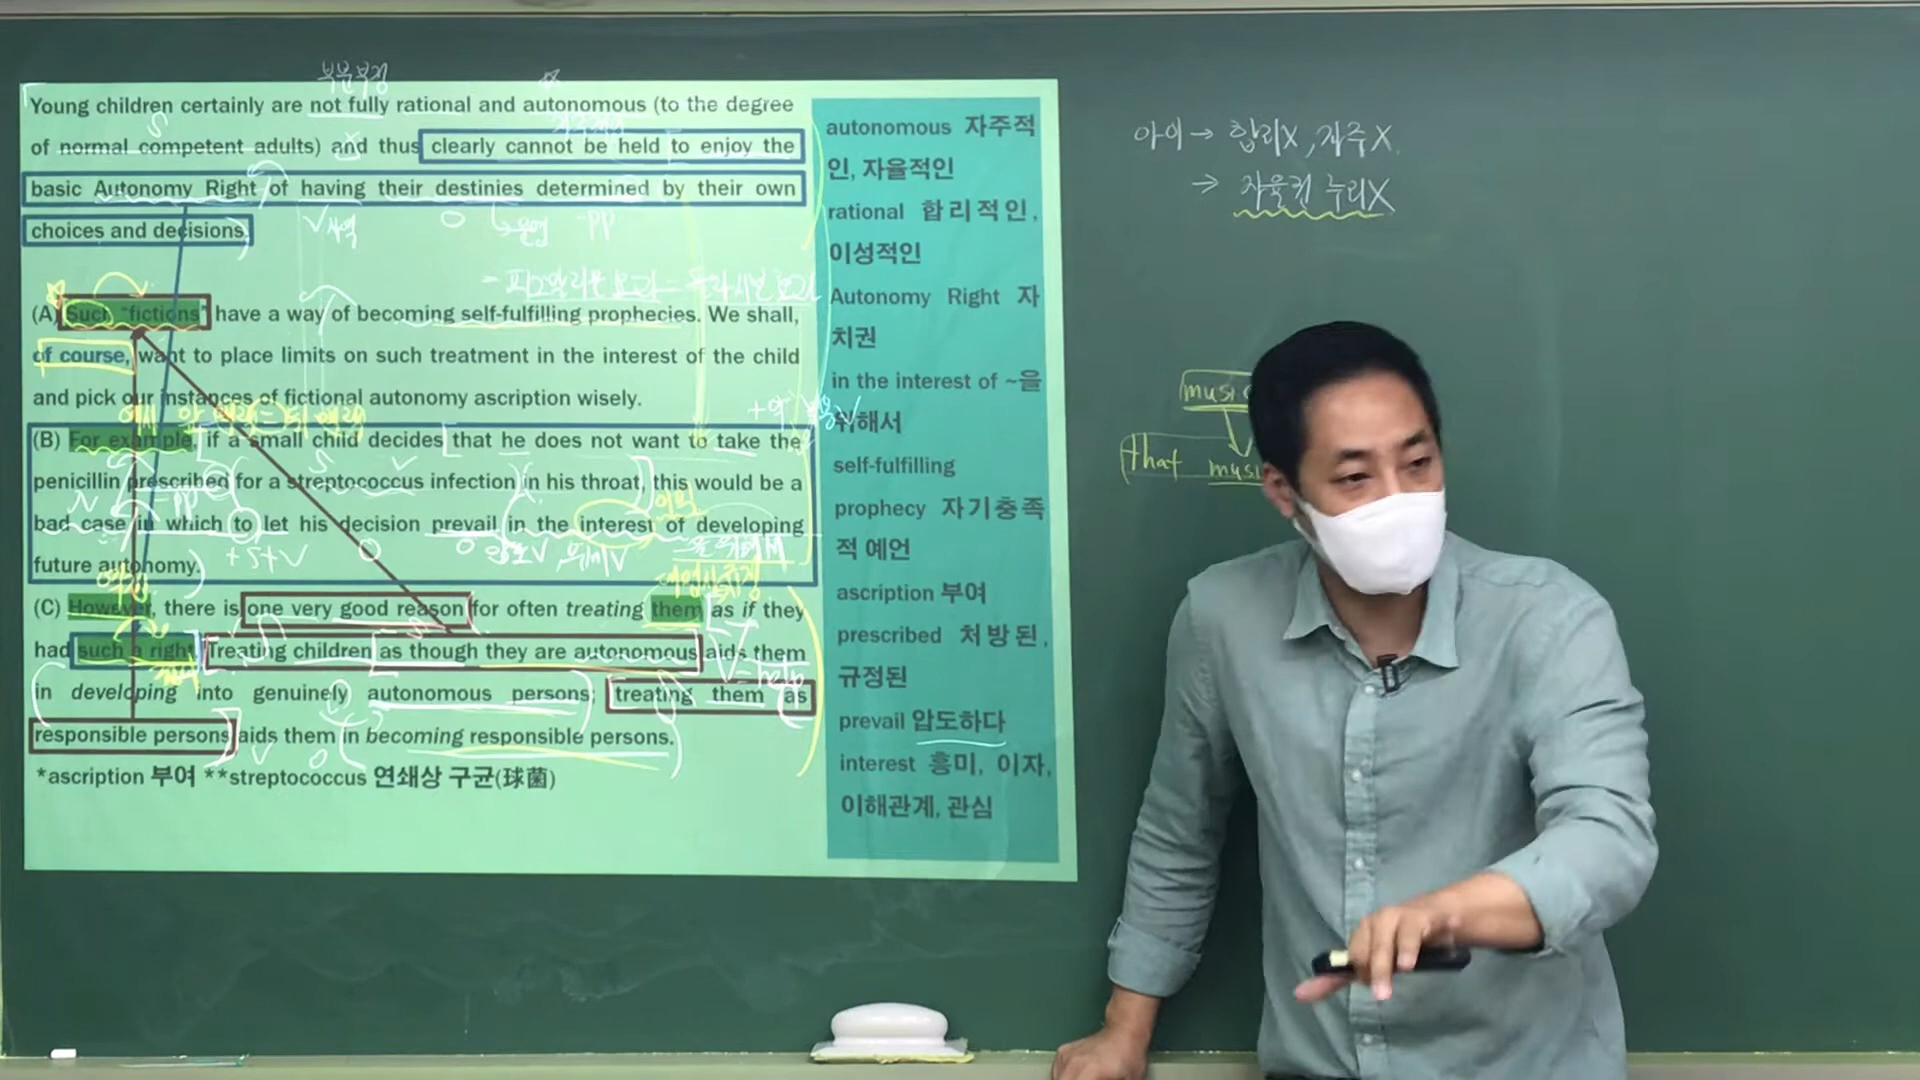 부분부정
Young children certainly are not fully rational and autonomous (to the degree
of normal competent adults) and thus clearly cannot be held to enjoy the
basic Autonomy Right of having their destinies determined by their own
choices and decisions.
(A) Such "fictions" have a way of becoming self-fulfilling prophecies. We shall,
of course, want to place limits on such treatment in the interest of the child
and pick our instances of fictional autonomy ascription wisely.
(B) For example, if a small child decides that he does not want to take the
penicillin prescribed for a streptococcus infection in his throat, this would be a
bad case in which to let his decision prevail in the interest of developing
future autonomy.
(C) However, there is one very good reason for often treating them as if they
had such a right. Treating children as though they are autonomous aids them
in developing into genuinely autonomous persons; treating them as
responsible persons aids them in becoming responsible persons.
*ascription 부여 **streptococcus 연쇄상 구균(球菌)
autonomous 자주적
인, 자율적인
rational 합리적인,
이성적인
Autonomy Right 자
치권
in the interest of ~을
위해서
self-fulfilling
prophecy 자기충족
적 예언
ascription 부여
prescribed 처방된,
규정된
prevail 압도하다
interest 흥미, 이자,
이해관계, 관심
아이 → 합리X, 자주X
→ 자율권 누리X
that